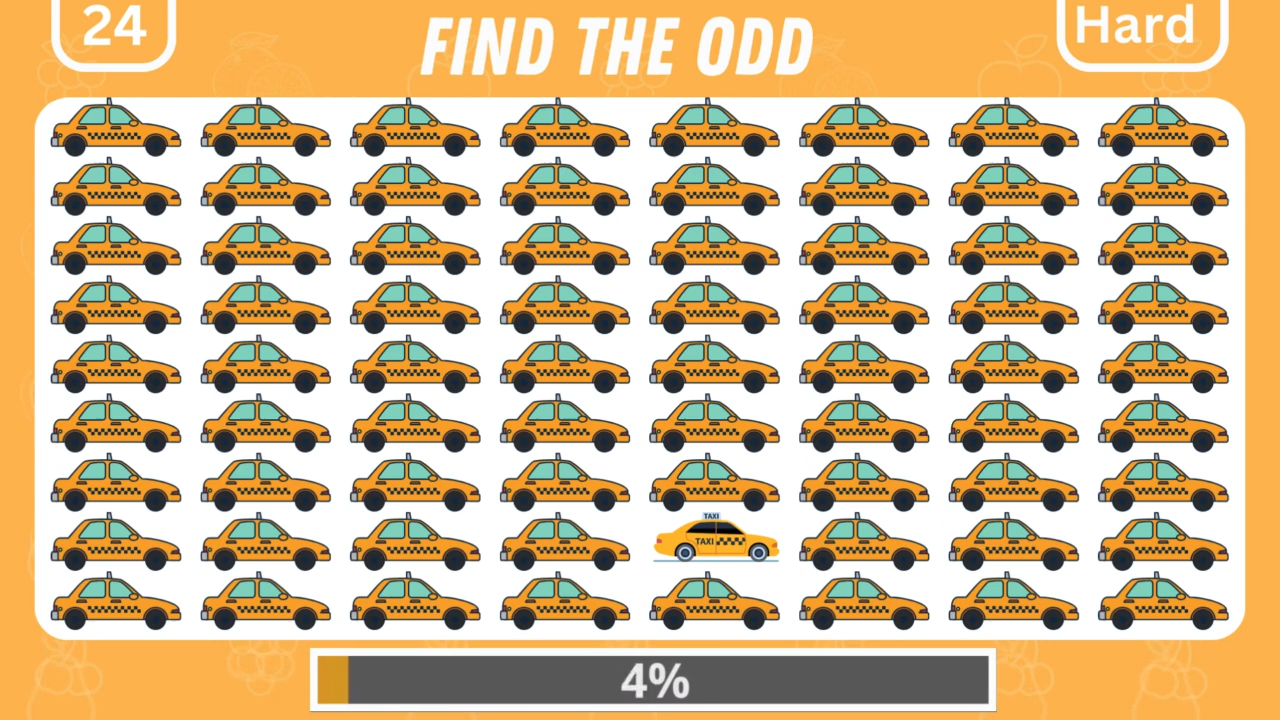 24
FIND THE ODD
Hard
TAXI
TAXI
4%